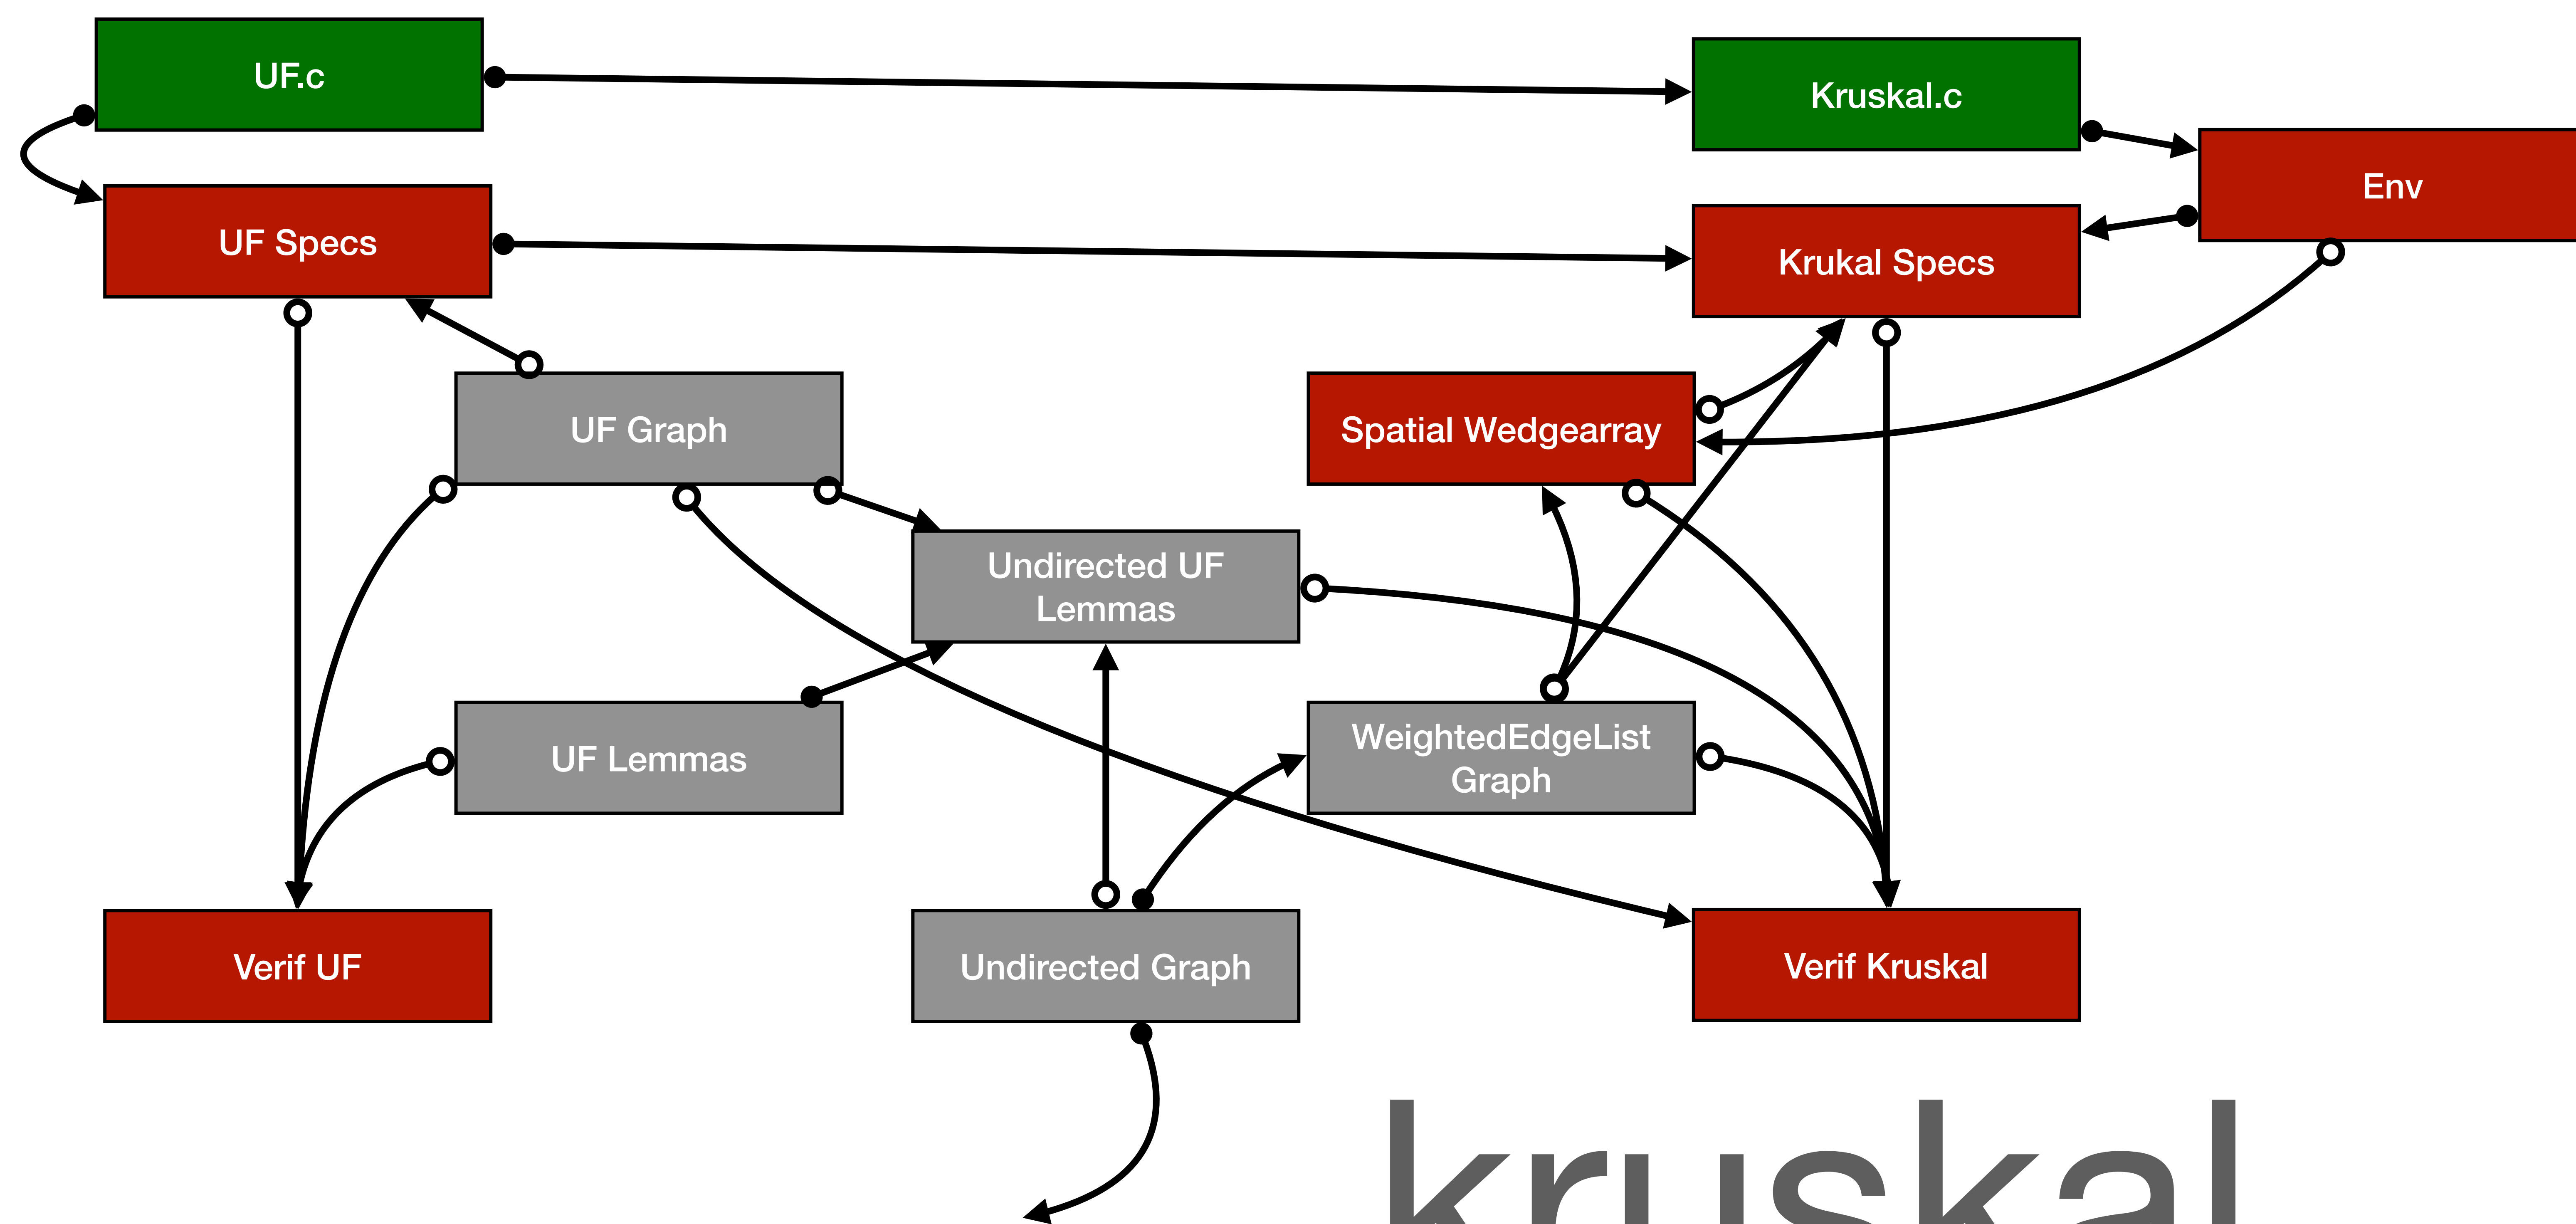 UF.c
Kruskal.c
Env
UF Specs
Krukal Specs
UF Graph
Spatial Wedgearray
Undirected UF
Lemmas
UF Lemmas
WeightedEdgeList
Graph
Verif UF
Undirected Graph
Verif Kruskal
kruskal